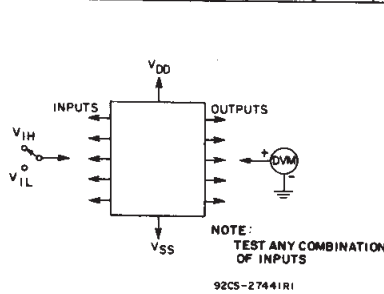 VDD
INPUTS
OUTPUTS
VIH
VIL
+
DVM
-
VSS
NOTE:
TEST ANY COMBINATION
OF INPUTS
92CS-27441R1